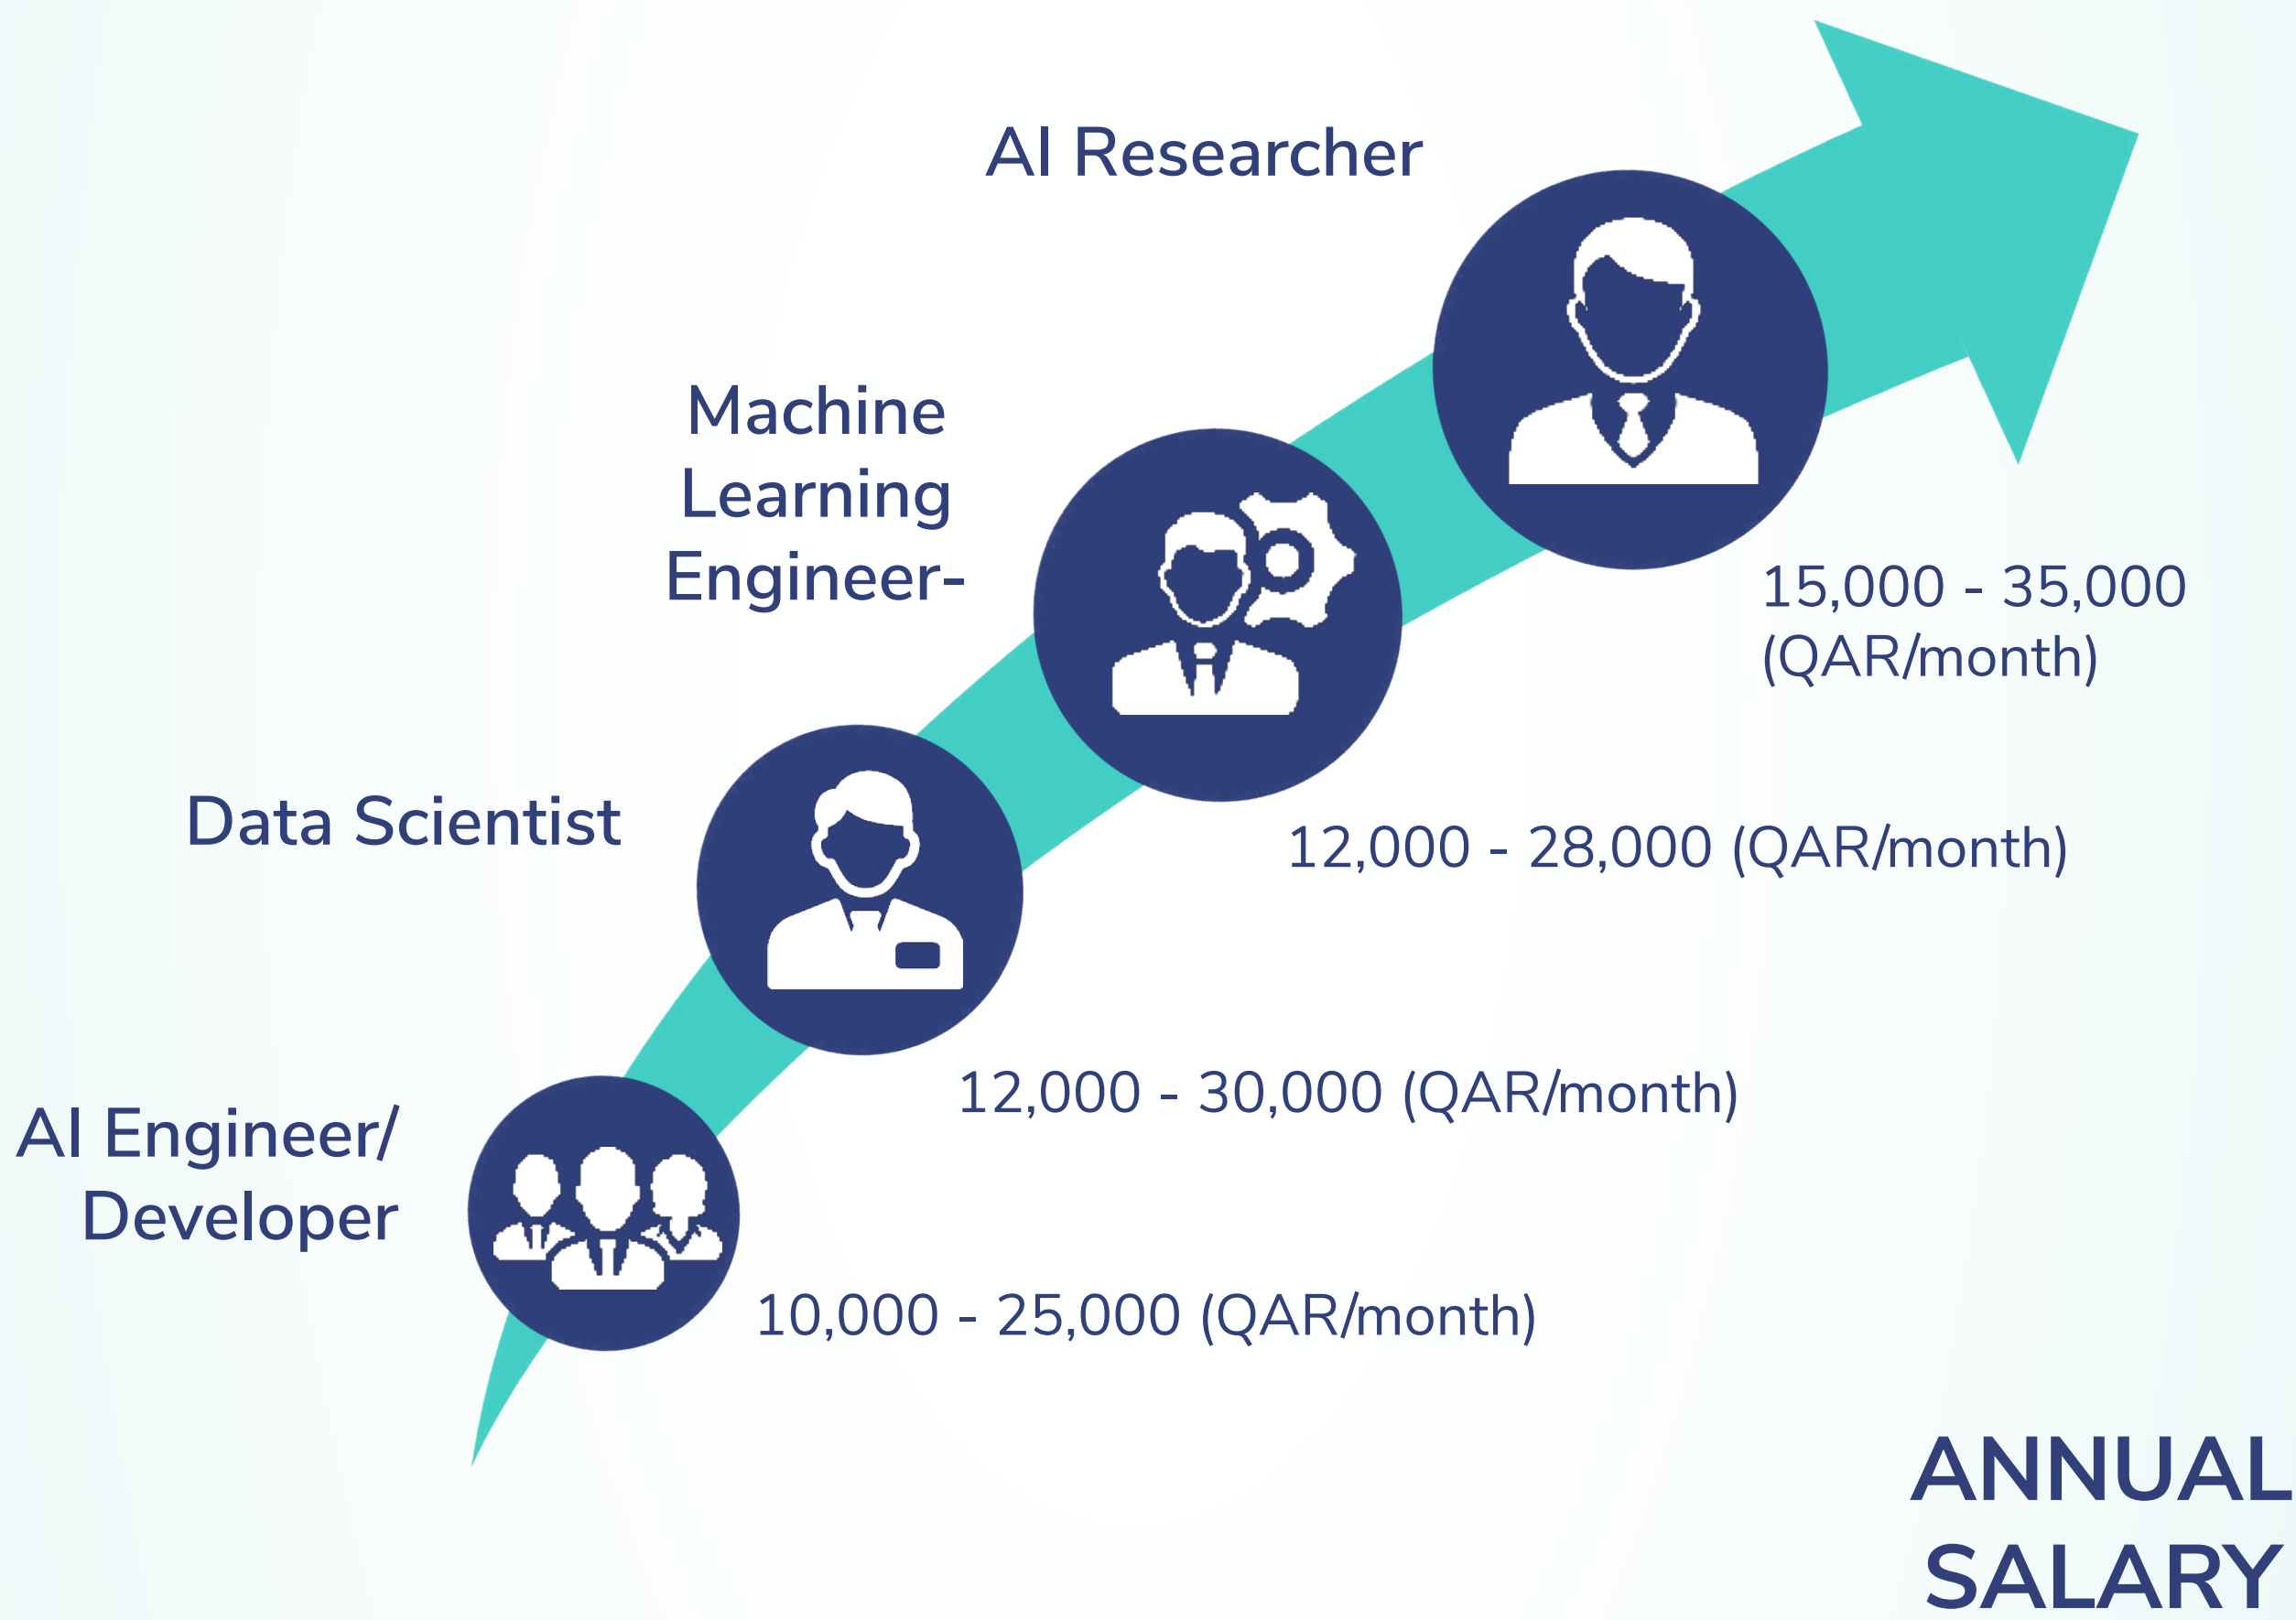 AI Researcher
15,000 - 35,000
(QAR/month)
Machine
Learning
Engineer-
12,000 - 28,000 (QAR/month)
Data Scientist
12,000 - 30,000 (QAR/month)
AI Engineer/
Developer
10,000 - 25,000 (QAR/month)
ANNUAL
SALARY